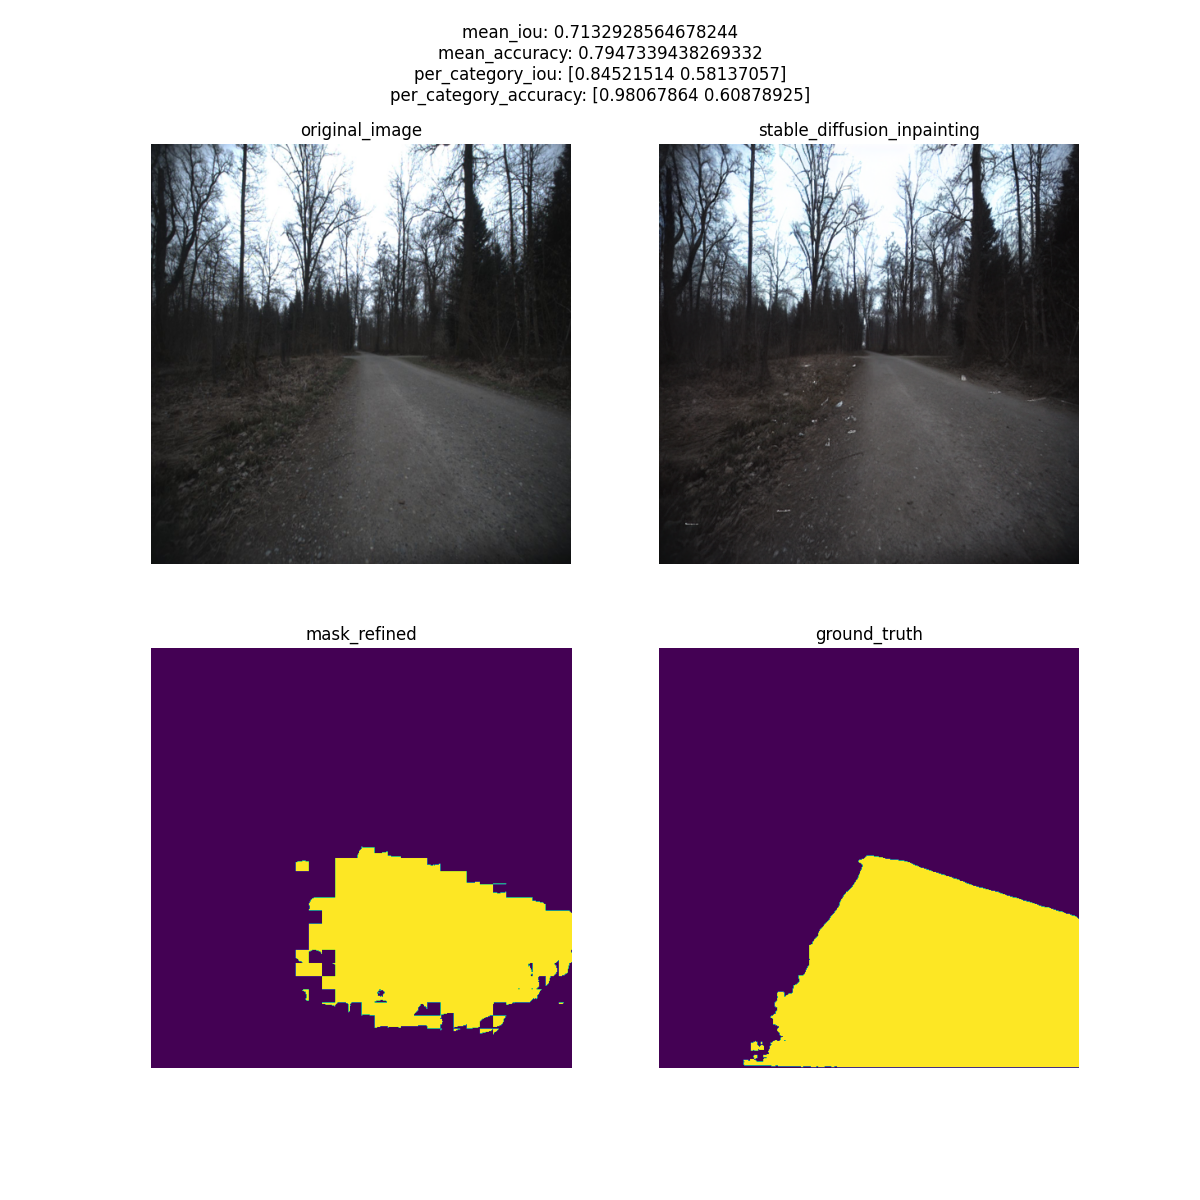 mean_iou: 0.7132928564678244
mean_accuracy: 0.7947339438269332
per_category_iou: [0.84521514 0.58137057]
per_category_accuracy: [0.98067864 0.60878925]
original_image
stable_diffusion_inpainting
mask_refined
ground_truth